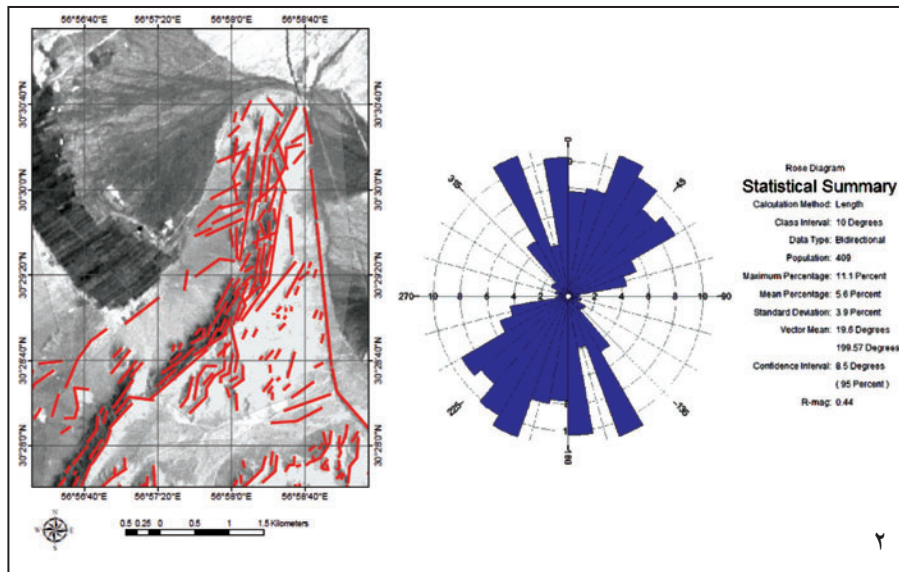 56°56'40"E 56°57'20"E 56°58'0"E 56°58'40"E
30°30'40"N 30°30'40"N
30°30'0"N 30°30'0"N
30°29'20"N 30°29'20"N
30°28'40"N 30°28'40"N
30°28'0"N 30°28'0"N
56°56'40"E 56°57'20"E 56°58'0"E 56°58'40"E
N
W E
S
0.5 0.25 0 0.5 1 1.5 Kilometers
0
315 45
270 10 8 6 4 2 2 4 6 8 10 90
225 135
180
Rose Diagram
Statistical Summary
Calculation Method: Length
Class Interval: 10 Degrees
Data Type: Bidirectional
Population: 409
Maximum Percentage: 11.1 Percent
Mean Percentage: 5.6 Percent
Standard Deviation: 3.9 Percent
Vector Mean: 19.6 Degrees
199.57 Degrees
Confidence Interval: 8.5 Degrees
( 95 Percent )
R-mag: 0.44
٢